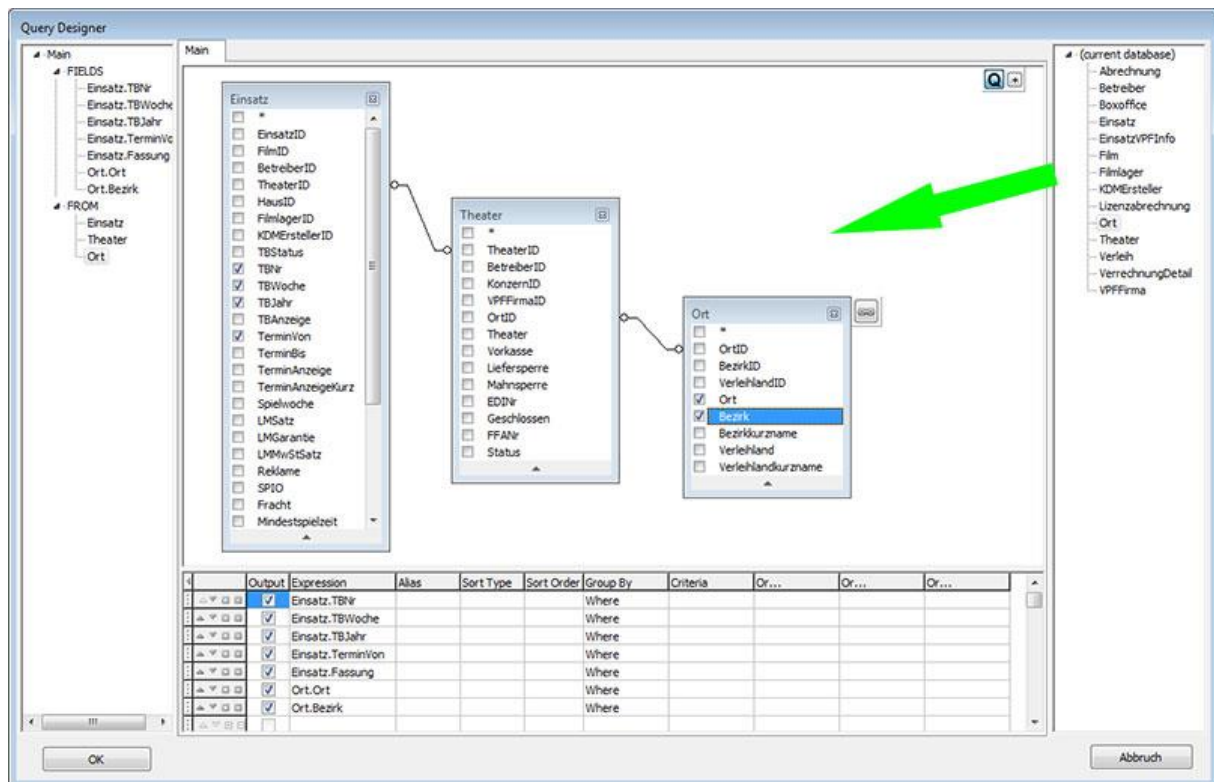 Query Designer
Main
FIELDS
Einsatz.TBNr
Einsatz.TBWoche
Einsatz.TBJahr
Einsatz.TerminVo
Einsatz.Fassung
Ort.Ort
Ort.Bezirk
FROM
Einsatz
Theater
Ort
Main
Q
Einsatz
*
EinsatzID
FilmID
BetreiberID
TheaterID
HausID
FilmlagerID
KDMErstellerID
TBStatus
TBNr
TBWoche
TBJahr
TBAnzeige
TerminVon
TerminBis
TerminAnzeige
TerminAnzeigeKurz
Spielwoche
LMSatz
LMGarantie
LMMwStSatz
Reklame
SPIO
Fracht
Mindestspielzeit
Theater
*
TheaterID
BetreiberID
KonzernID
VPFFirmaID
OrtID
Theater
Vorkasse
Liefersperre
Mahnsperre
EDINr
Geschlossen
FFANr
Status
Ort
*
OrtID
BezirkID
VerleihlandID
Ort
Bezirk
Bezirkkurzname
Verleihland
Verleihlandkurzname
Output Expression Alias Sort Type Sort Order Group By Criteria Or... Or... Or...
Einsatz.TBNr Where
Einsatz.TBWoche Where
Einsatz.TBJahr Where
Einsatz.TerminVon Where
Einsatz.Fassung Where
Ort.Ort Where
Ort.Bezirk Where
(current database)
Abrechnung
Betreiber
Boxoffice
Einsatz
EinsatzVPFInfo
Film
Filmlager
KDMErsteller
Lizenzabrechnung
Ort
Theater
Verleih
VerrechnungDetail
VPFFirma
OK
Abbruch